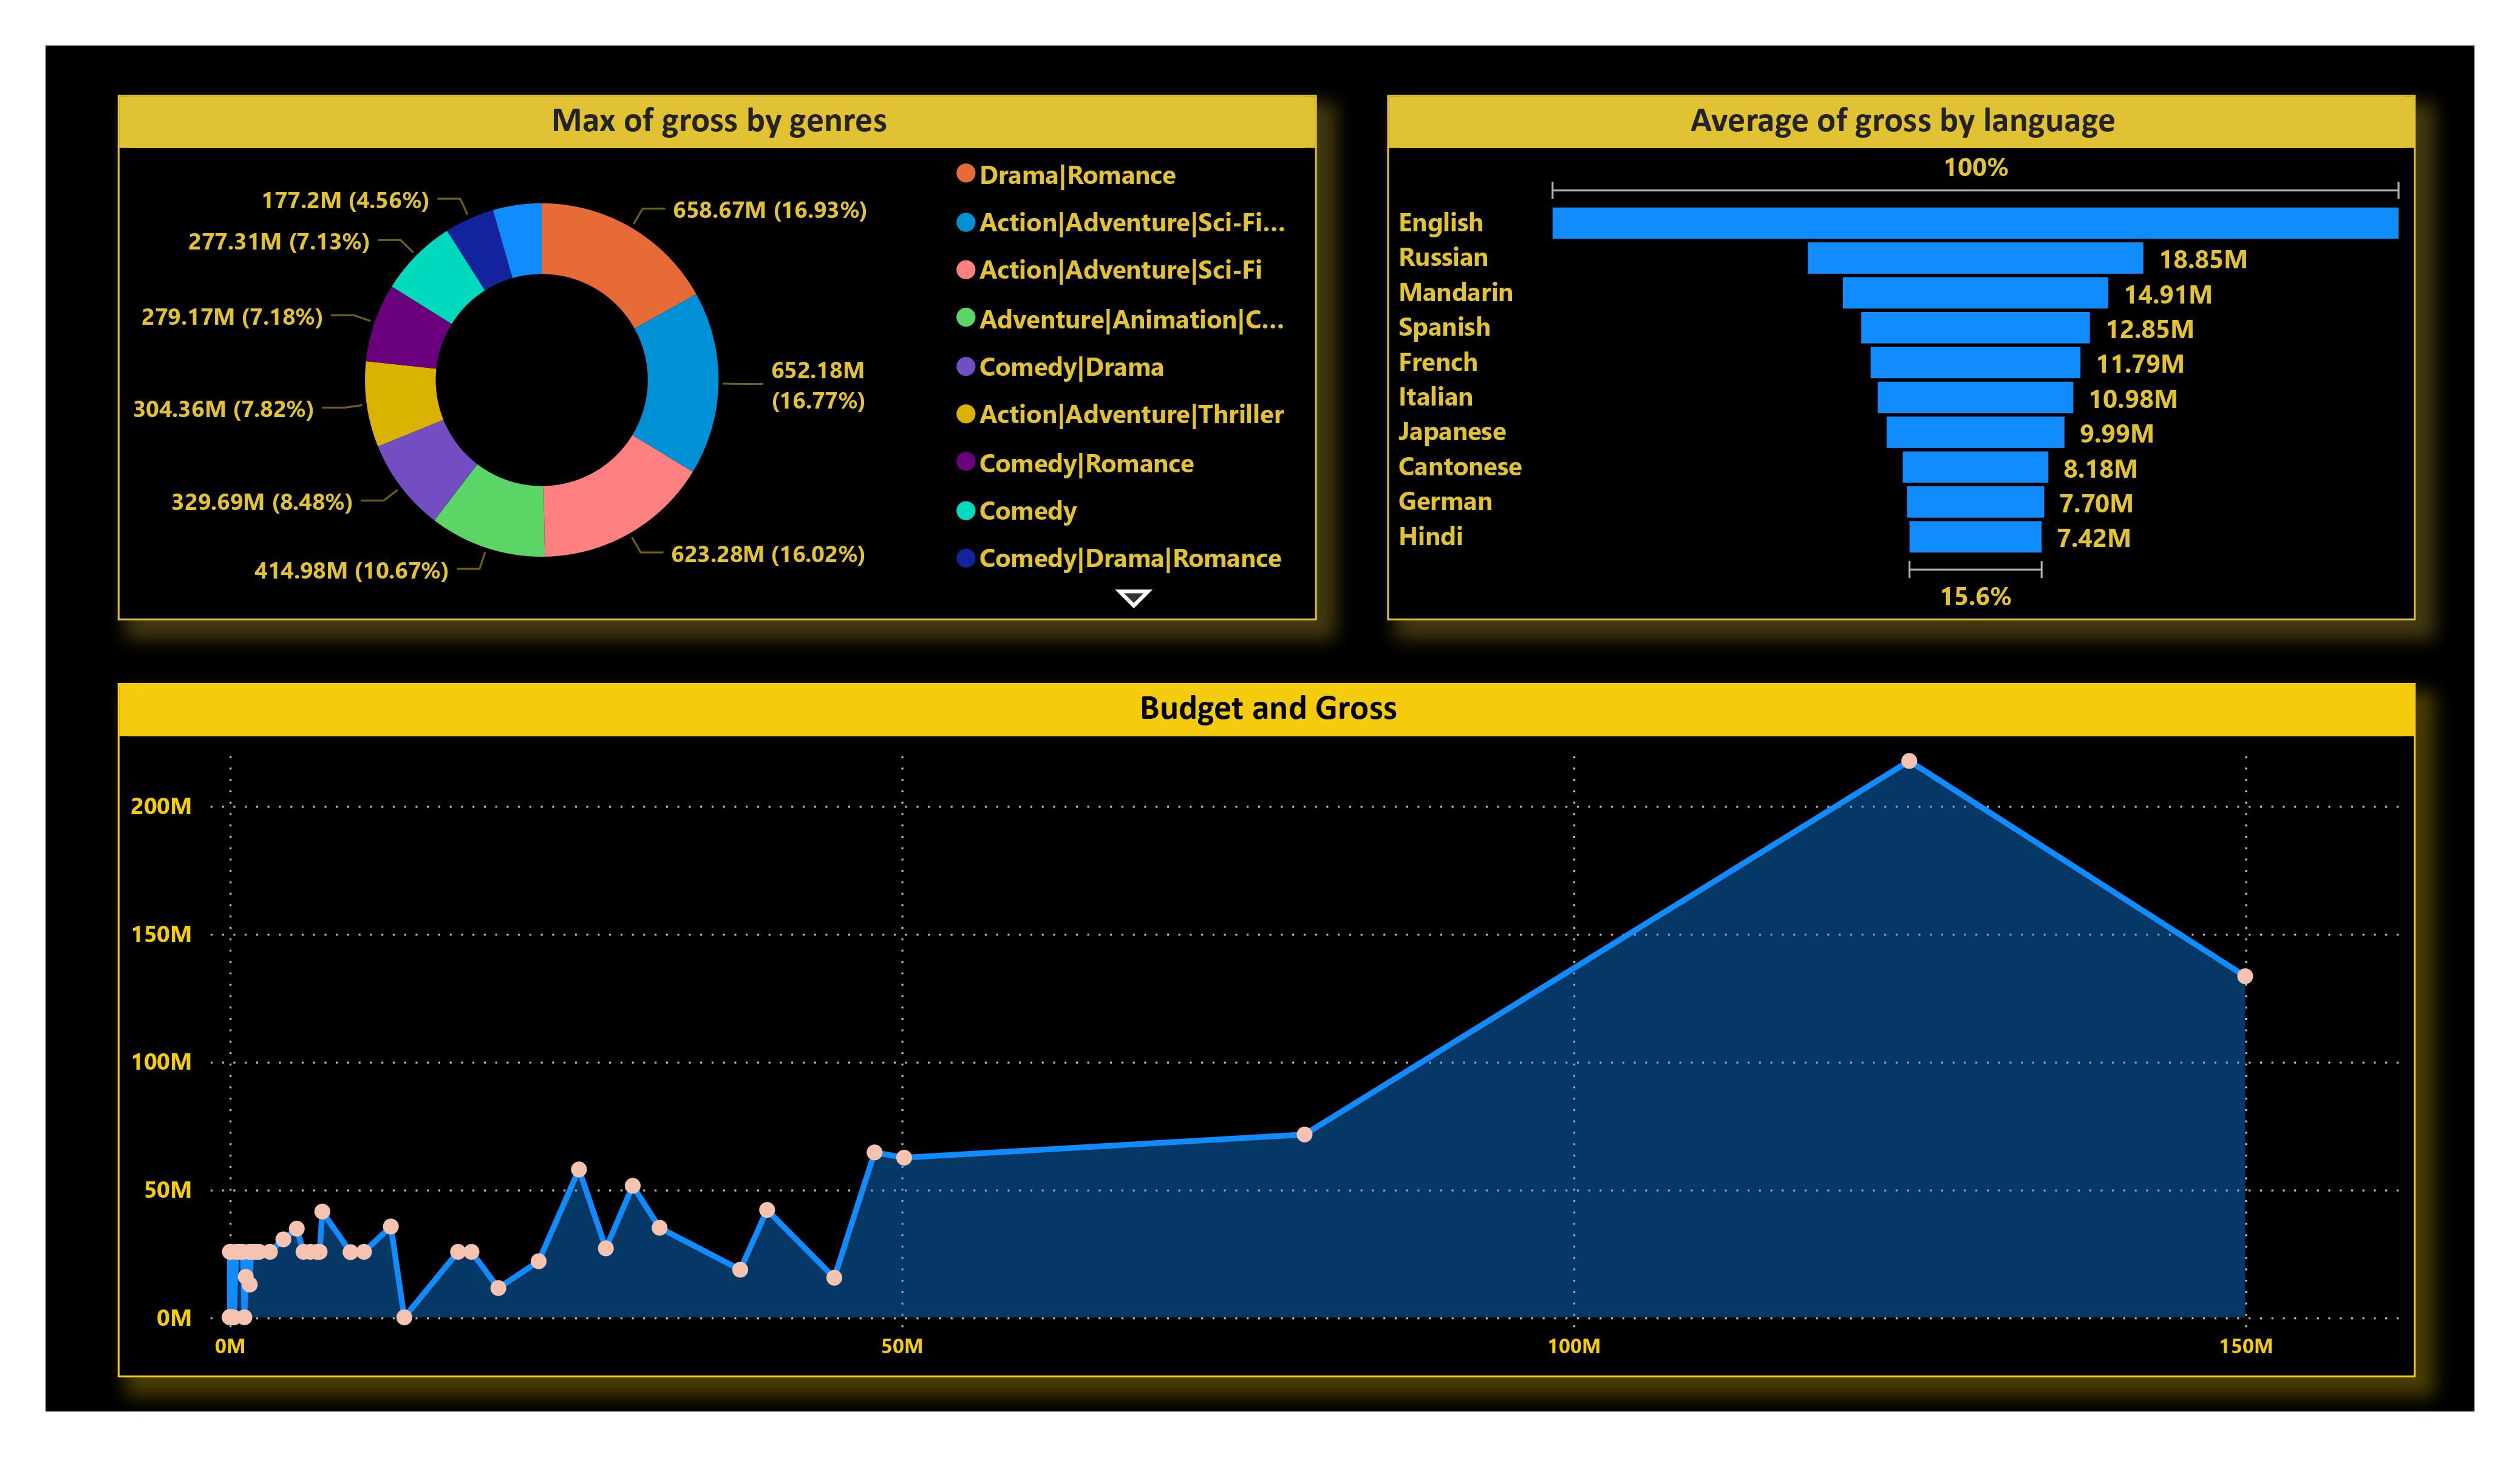 Max of gross by genres
177.2M (4.56%)
277.31M (7.13%)
279.17M (7.18%)
304.36M (7.82%)
329.69M (8.48%)
414.98M (10.67%)
658.67M (16.93%)
652.18M
(16.77%)
623.28M (16.02%)
Drama|Romance
Action|Adventure|Sci-Fi...
Action|Adventure|Sci-Fi
Adventure|Animation|C...
Comedy|Drama
Action|Adventure|Thriller
Comedy|Romance
Comedy
Comedy|Drama|Romance
Average of gross by language
100%
English
Russian 18.85M
Mandarin 14.91M
Spanish 12.85M
French 11.79M
Italian 10.98M
Japanese 9.99M
Cantonese 8.18M
German 7.70M
Hindi 7.42M
15.6%
Budget and Gross
200M
150M
100M
50M
0M
0M 50M 100M 150M